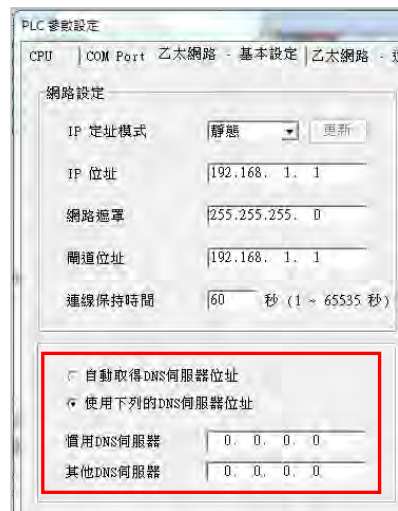 PLC 參數設定
CPU COM Port 乙太網路 - 基本設定 乙太網路 -
網路設定
IP 定址模式 靜態 更新
IP 位址 192.168. 1. 1
網路遮罩 255.255.255. 0
閘道位址 192.168. 1. 1
連線保持時間 60 秒 (1 ~ 65535 秒)
自動取得DNS伺服器位址
使用下列的DNS伺服器位址
慣用DNS伺服器 0. 0. 0. 0
其他DNS伺服器 0. 0. 0. 0